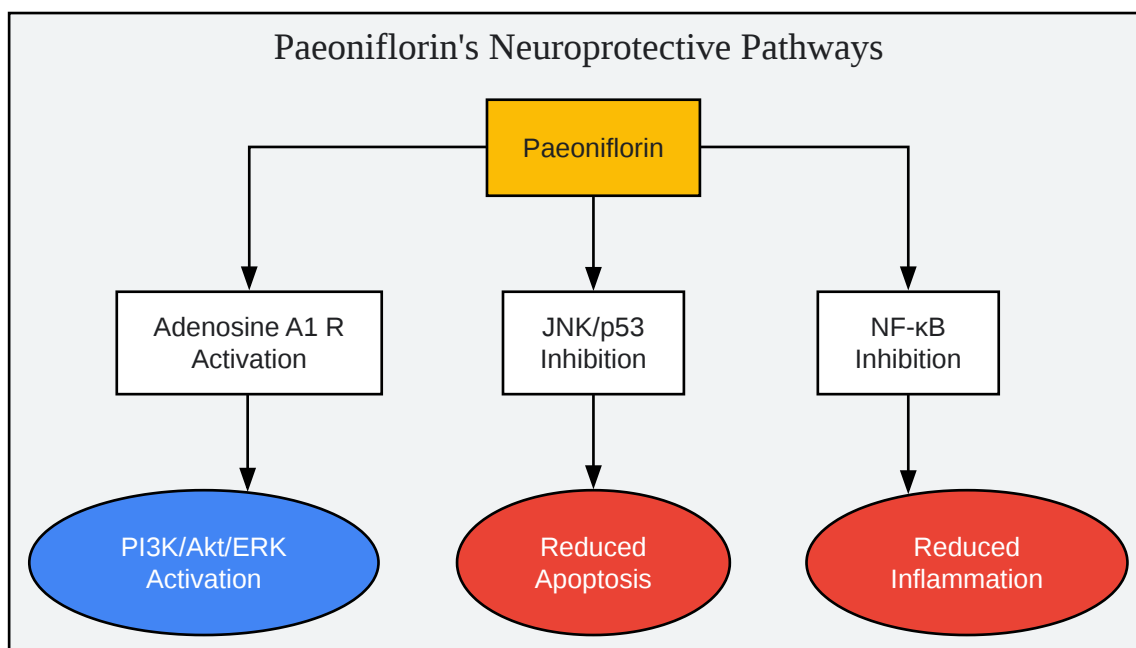 Paeoniflorin's Neuroprotective Pathways
Paeoniflorin
Adenosine A1 R
Activation
JNK/p53
Inhibition
NF-κB
Inhibition
PI3K/Akt/ERK
Activation
Reduced
Apoptosis
Reduced
Inflammation